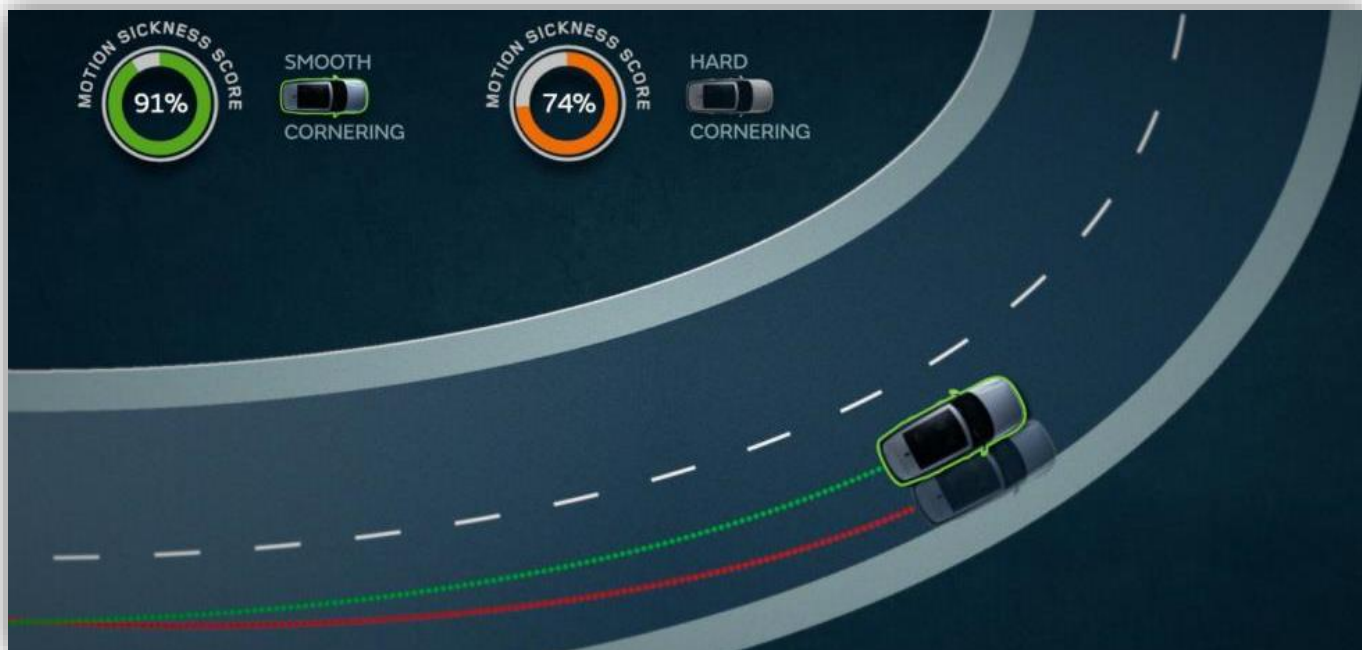 MOTION SICKNESS SCORE
91%
SMOOTH
CORNERING
MOTION SICKNESS SCORE
74%
HARD
CORNERING